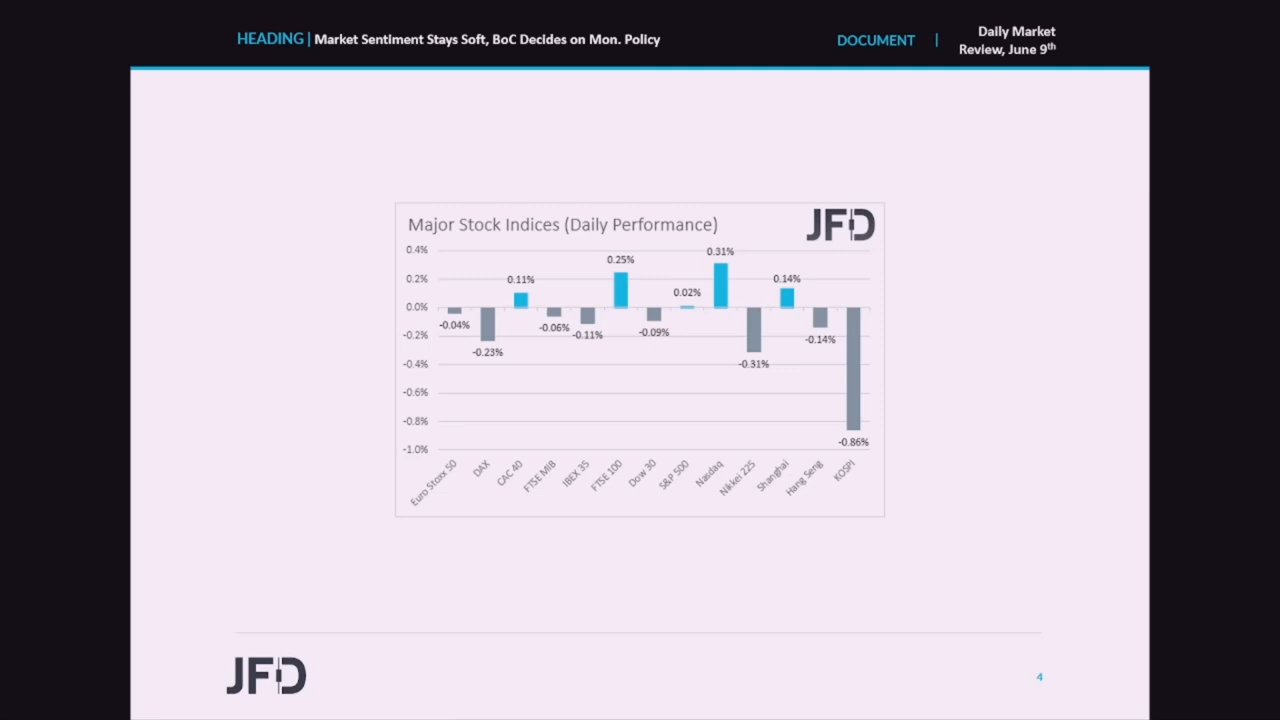 HEADING | Market Sentiment Stays Soft, BoC Decides on Mon. Policy
DOCUMENT | Daily Market
Review, June 9th
Major Stock Indices (Daily Performance)
JFD
0.4%
0.2%
0.0%
-0.2%
-0.4%
-0.6%
-0.8%
-1.0%
-0.04%
-0.23%
0.11%
-0.06%
-0.11%
0.25%
-0.09%
0.02%
0.31%
-0.31%
0.14%
-0.14%
-0.86%
Euro Stoxx 50
DAX
CAC 40
FTSE MIB
IBEX 35
FTSE 100
Dow 30
S&P 500
Nasdaq
Nikkei 225
Shanghai
Hang Seng
KOSPI
JFD
4